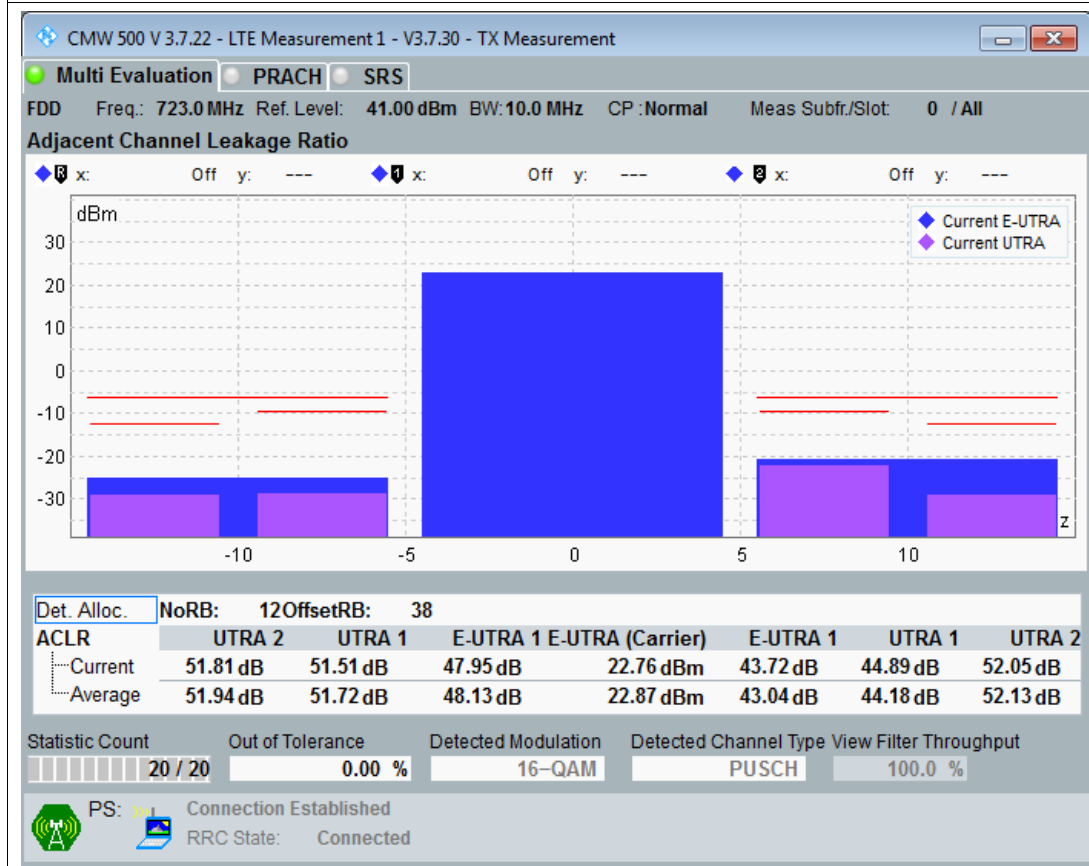 CMW 500 V 3.7.22 - LTE Measurement 1 - V3.7.30 - TX Measurement
Multi Evaluation PRACH SRS
FDD Freq.: 723.0 MHz Ref. Level: 41.00 dBm BW: 10.0 MHz CP : Normal Meas Subfr./Slot: 0 / All
Adjacent Channel Leakage Ratio
R x: Off y: --- 1 x: Off y: --- 2 x: Off y: ---
dBm
Current E-UTRA
Current UTRA
30
20
10
0
-10
-20
-30
z
-10 -5 0 5 10
Det. Alloc. NoRB: 12 OffsetRB: 38
ACLR UTRA 2 UTRA 1 E-UTRA 1 E-UTRA (Carrier) E-UTRA 1 UTRA 1 UTRA 2
Current 51.81 dB 51.51 dB 47.95 dB 22.76 dBm 43.72 dB 44.89 dB 52.05 dB
Average 51.94 dB 51.72 dB 48.13 dB 22.87 dBm 43.04 dB 44.18 dB 52.13 dB
Statistic Count Out of Tolerance Detected Modulation Detected Channel Type View Filter Throughput
20 / 20 0.00 % 16-QAM PUSCH 100.0 %
PS: Connection Established
RRC State: Connected